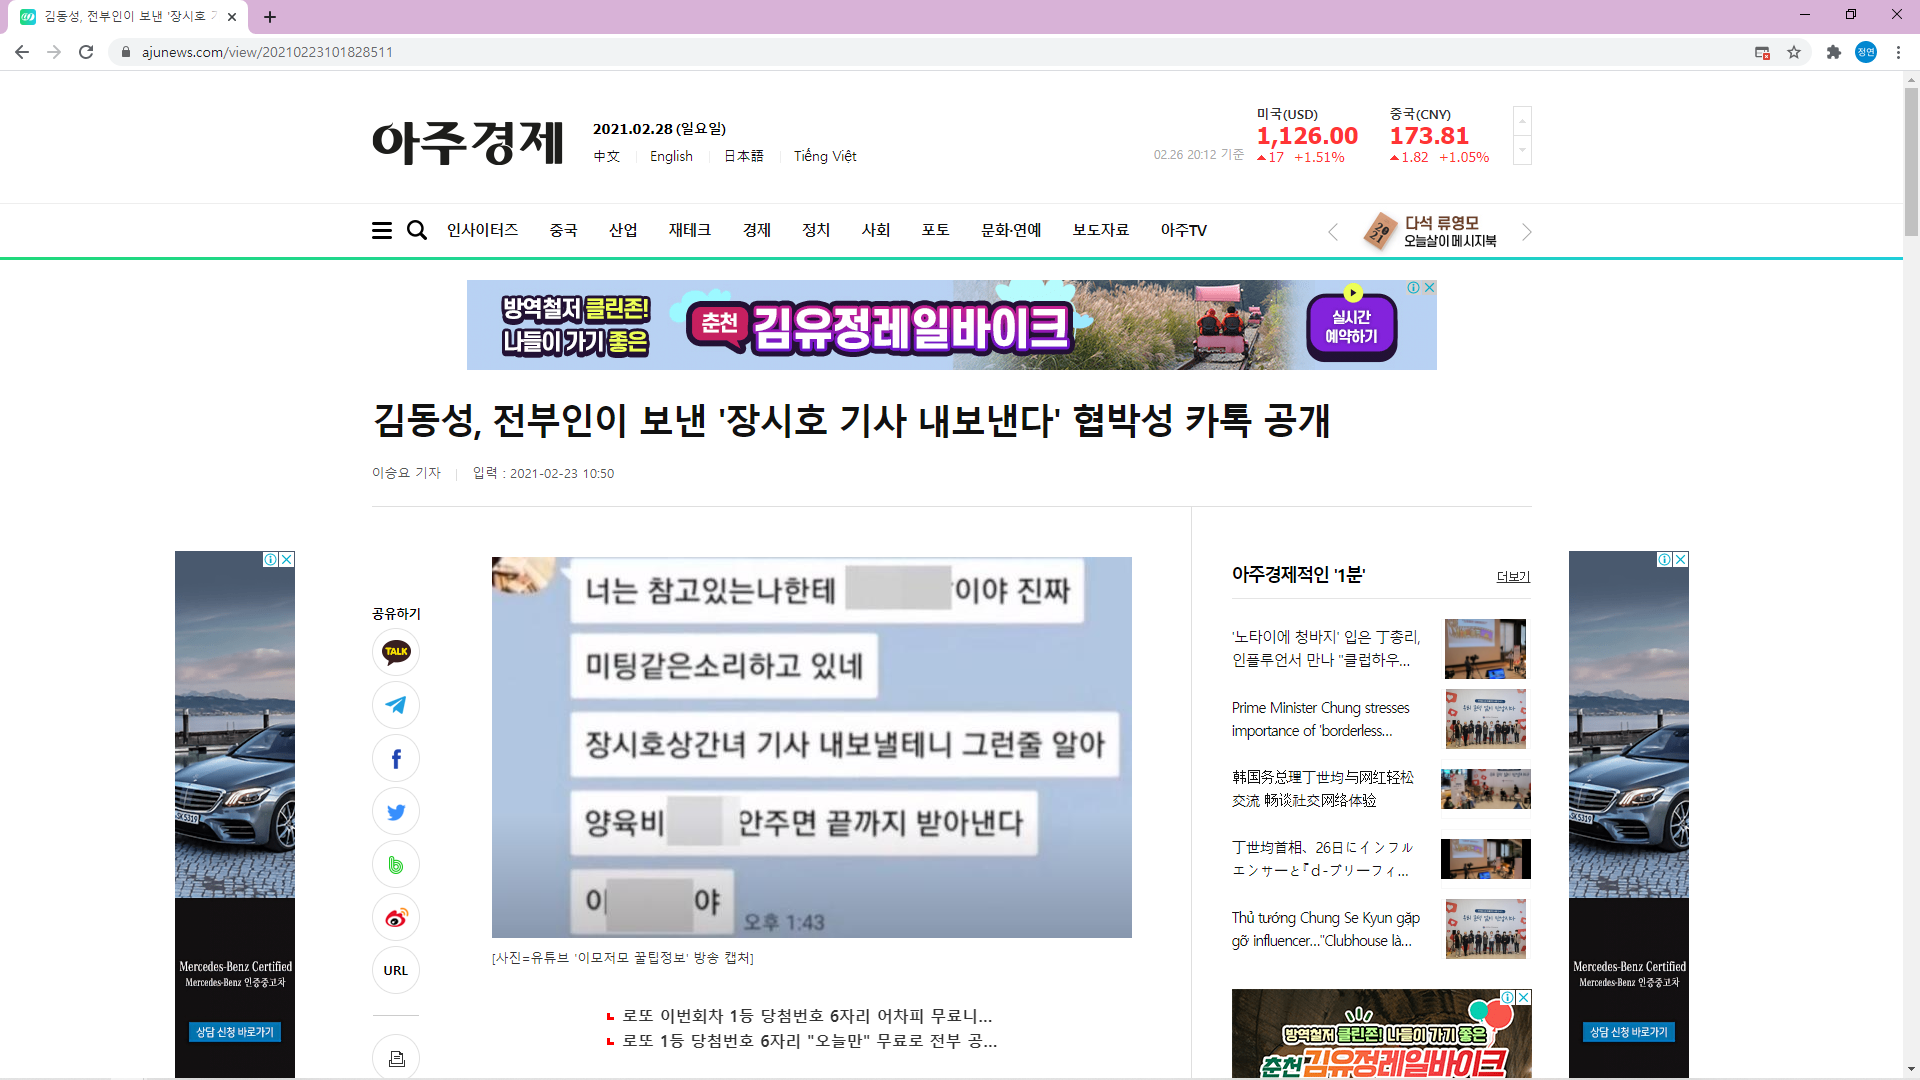 김동성, 전부인이 보낸 '장시호 기
ajunews.com/view/20210223101828511
정연
아주경제
2021.02.28 (일요일)
中文 English 日本語 Tiếng Việt
02.26 20:12 기준
미국(USD)
1,126.00
17 +1.51%
중국(CNY)
173.81
1.82 +1.05%
인사이터즈 중국 산업 재테크 경제 정치 사회 포토 문화·연예 보도자료 아주TV
2021
다석 류영모
오늘살이 메시지북
방역철저 클린존!
나들이 가기 좋은
춘천 김유정레일바이크
실시간
예약하기
김동성, 전부인이 보낸 '장시호 기사 내보낸다' 협박성 카톡 공개
이승요 기자 입력 : 2021-02-23 10:50
공유하기
TALK
URL
너는 참고있는나한테 이야 진짜
미팅같은소리하고 있네
장시호상간녀 기사 내보낼테니 그런줄 알아
양육비 안주면 끝까지 받아낸다
이 야
오후 1:43
[사진=유튜브 '이모저모 꿀팁정보' 방송 캡처]
로또 이번회차 1등 당첨번호 6자리 어차피 무료니...
로또 1등 당첨번호 6자리 "오늘만" 무료로 전부 공...
아주경제적인 '1분'
더보기
'노타이에 청바지' 입은 丁총리,
인플루언서 만나 "클럽하우...
Prime Minister Chung stresses
importance of 'borderless...
韩国务总理丁世均与网红轻松
交流 畅谈社交网络体验
丁世均首相、26日にインフル
エンサーと『d-ブリーフィ...
Thủ tướng Chung Se Kyun gặp
gỡ influencer..."Clubhouse là...
방역철저 클린존! 나들이 가기 좋은
춘천 김유정레일바이크
SK 5319
Mercedes-Benz Certified
Mercedes-Benz 인증중고차
상담 신청 바로가기
Mercedes-Benz Certified
Mercedes-Benz 인증중고차
상담 신청 바로가기